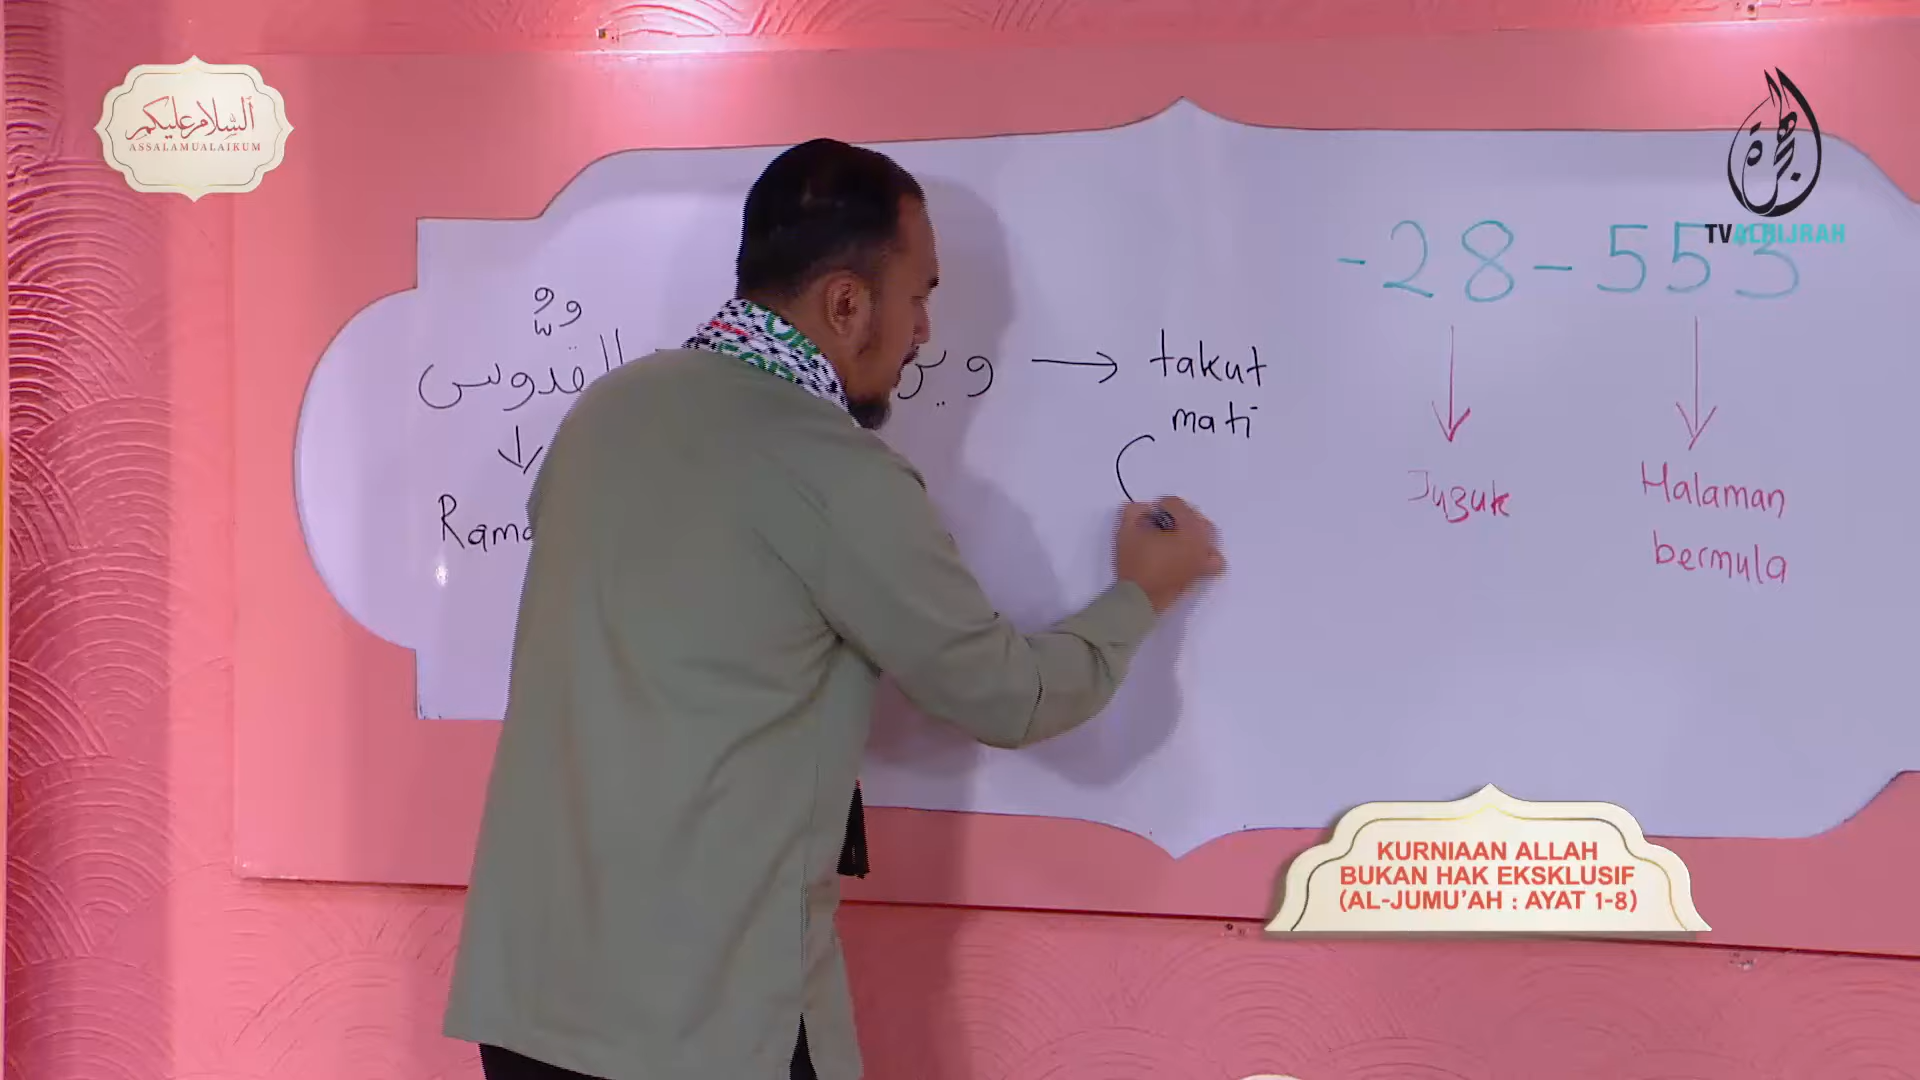 السلام عليكم
ASSALAMUALAIKUM
هجرة
TV ALHIJRAH
- 28 - 553
القدوس
→ takut
mati
Juzuk
Halaman
bermula
KURNIAAN ALLAH
BUKAN HAK EKSKLUSIF
(AL-JUMU'AH : AYAT 1-8)